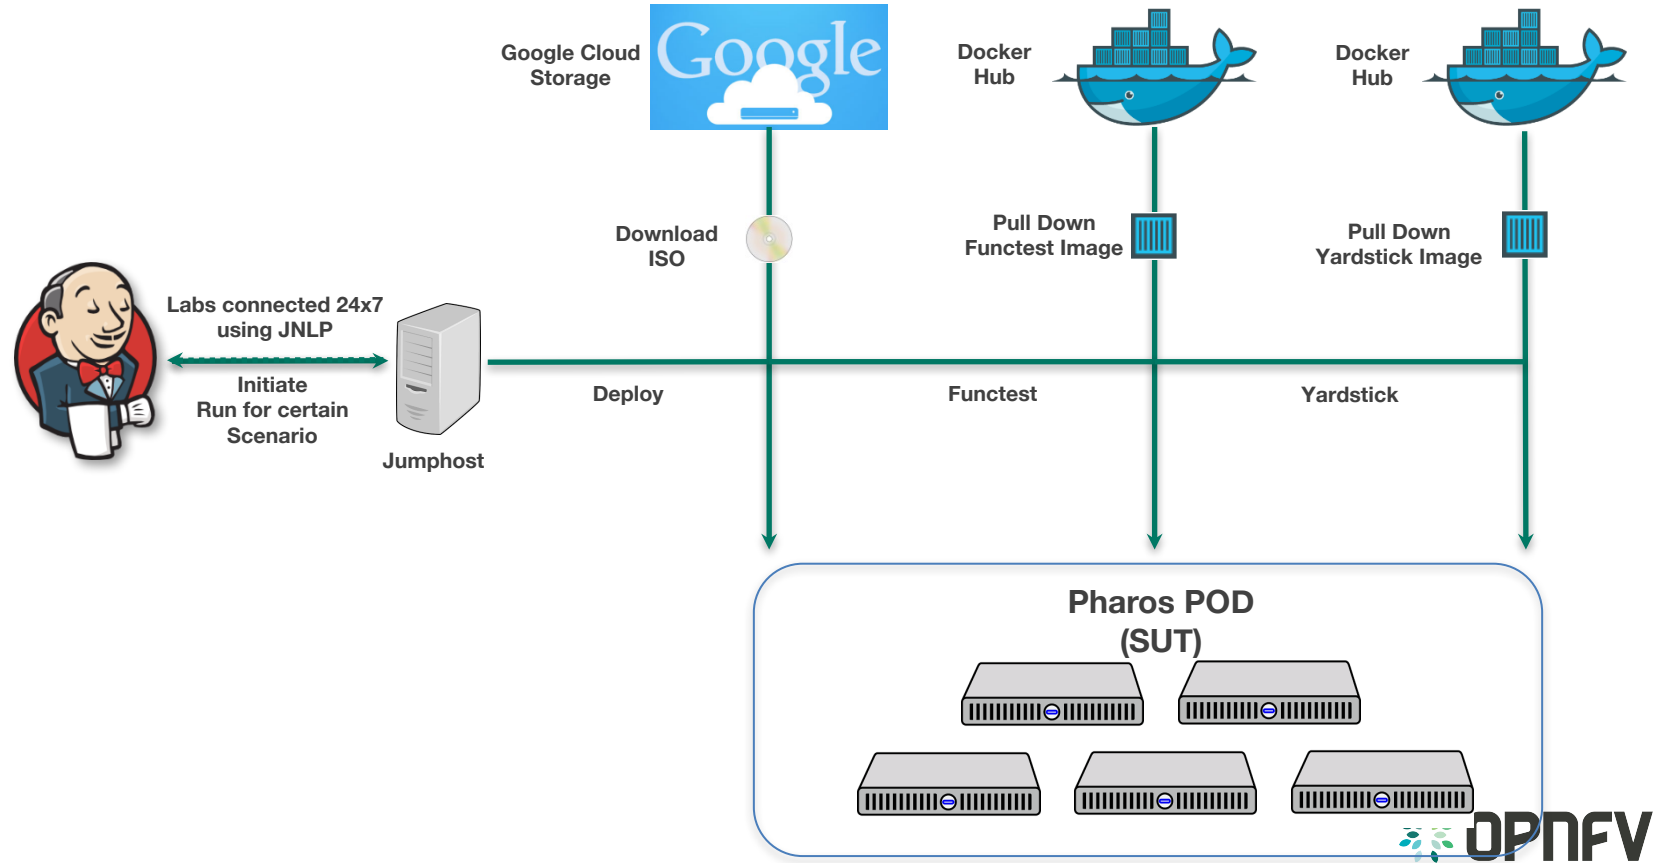 Google Cloud
Storage
Google
Docker
Hub
Docker
Hub
Download
ISO
Pull Down
Functest Image
Pull Down
Yardstick Image
Labs connected 24x7
using JNLP
Initiate
Run for certain
Scenario
Jumphost
Deploy
Functest
Yardstick
Pharos POD
(SUT)
OPNFV